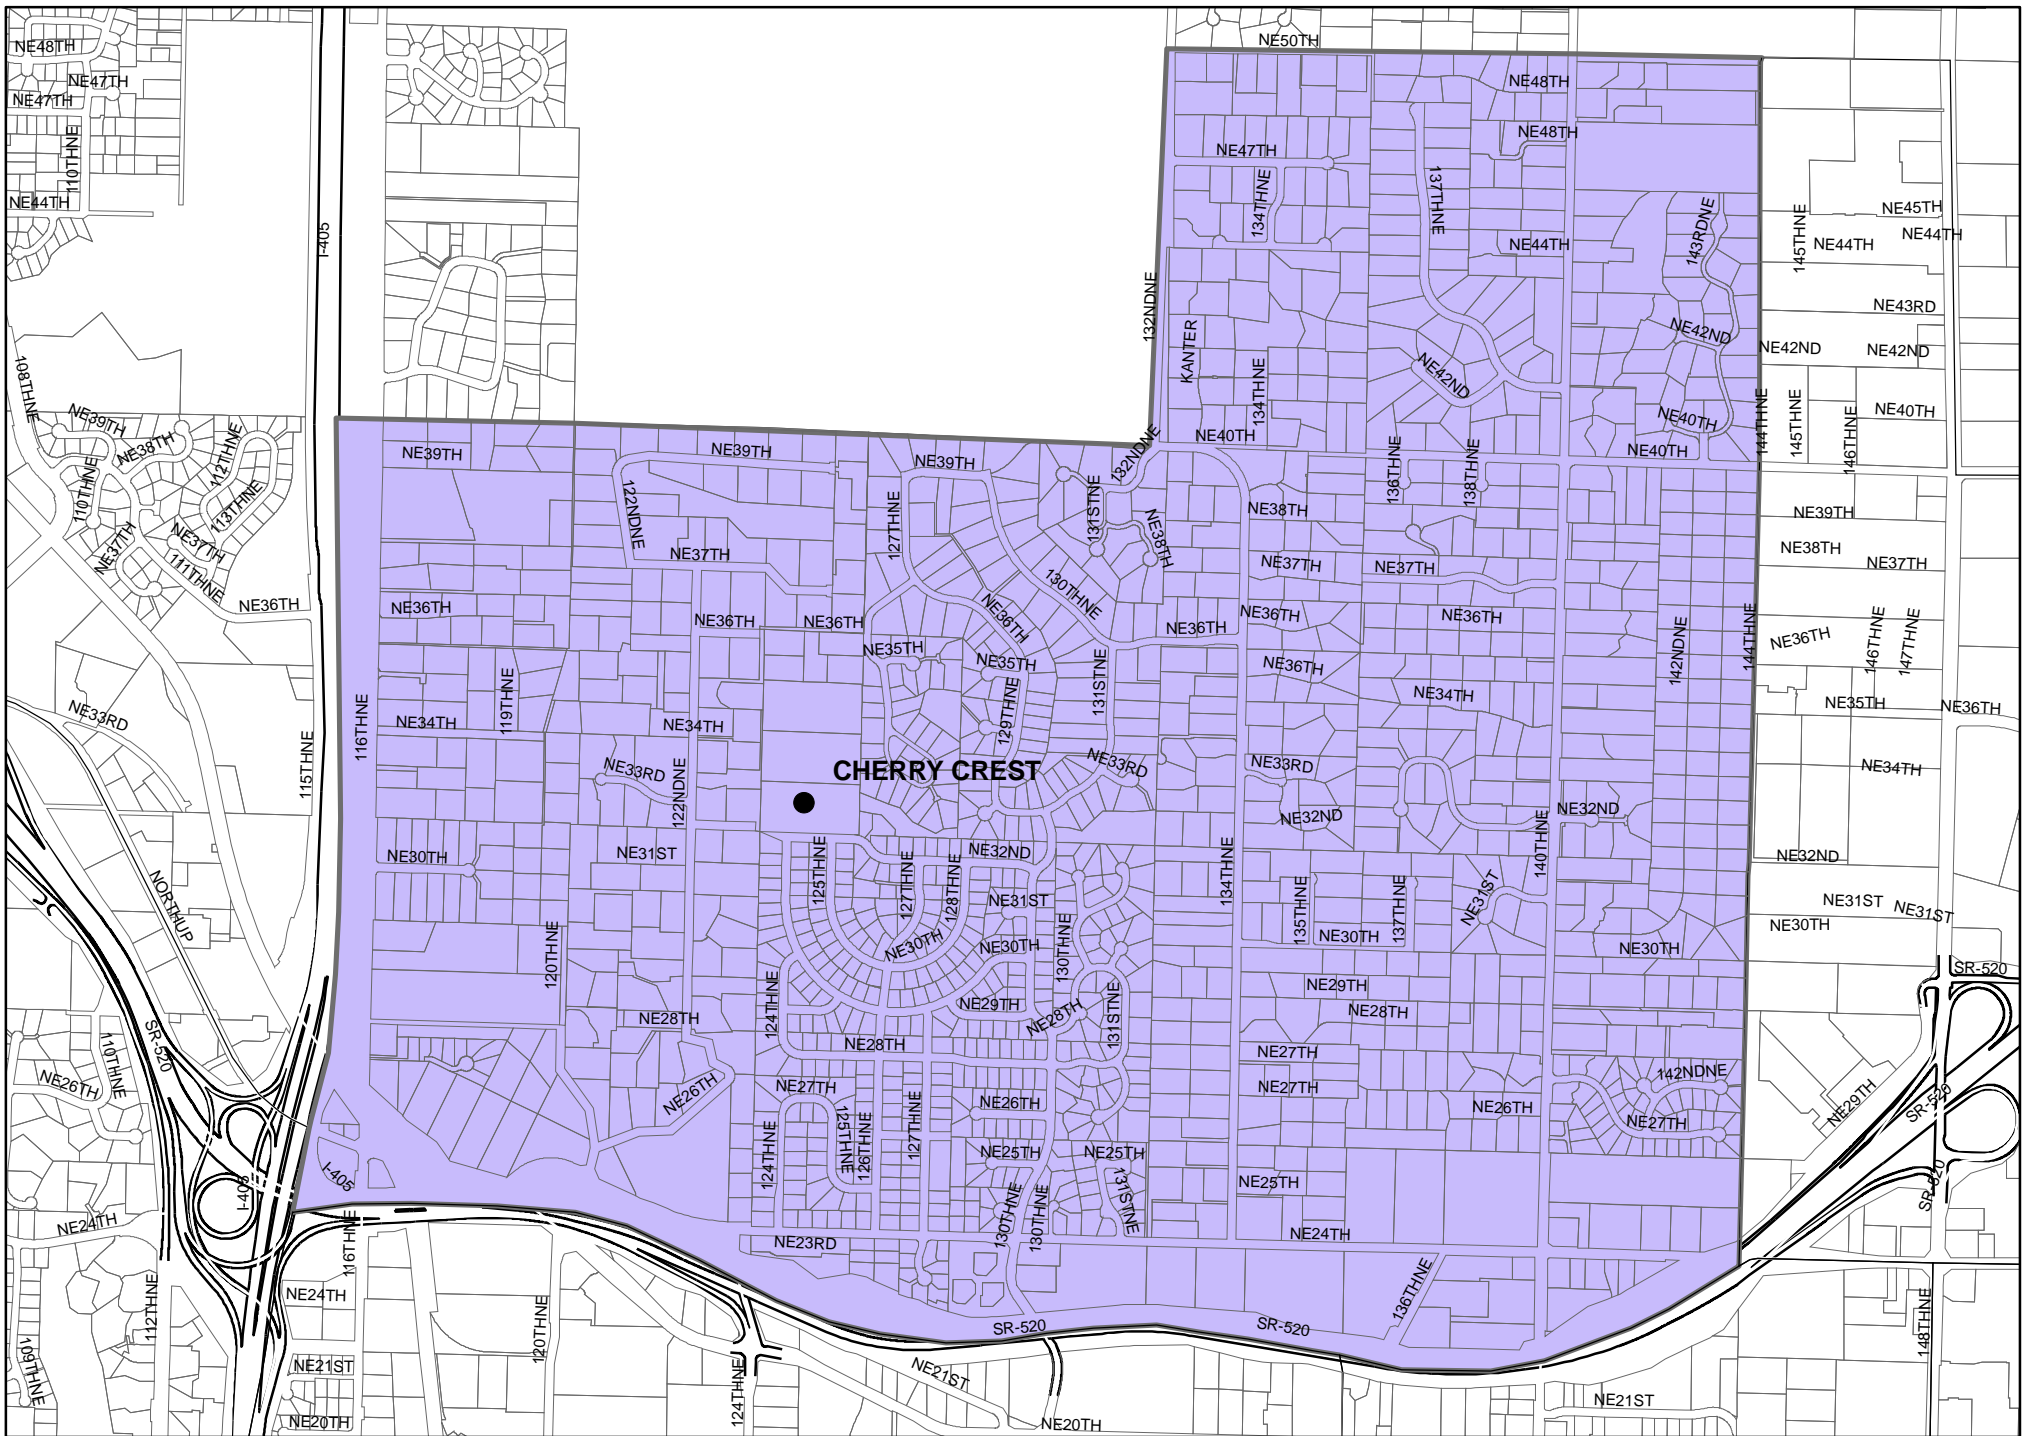 NE50TH
NE48TH
NE47TH
NE47TH
110THNE
NE44TH
I-405
NE48TH
NE48TH
NE47TH
134THNE
137THNE
NE44TH
143RDNE
145THNE
NE45TH
NE44TH
NE44TH
132NDNE
KANTER
NE43RD
NE42ND
NE42ND
NE42ND
NE42ND
134THNE
108THNE
NE39TH
NE38TH
112THNE
110THNE
113THNE
NE37TH
NE37TH
111THNE
NE36TH
NE40TH
NE40TH
NE40TH
144THNE
145THNE
146THNE
NE40TH
NE39TH
NE39TH
NE39TH
132NDNE
136THNE
138THNE
122NDNE
127THNE
131STNE
NE38TH
NE38TH
NE39TH
NE38TH
NE37TH
NE37TH
NE37TH
NE37TH
130THNE
NE36TH
NE36TH
NE36TH
NE36TH
NE36TH
NE36TH
NE36TH
142NDNE
144THNE
NE36TH
146THNE
147THNE
NE35TH
NE35TH
NE36TH
119THNE
129THNE
131STNE
NE34TH
NE35TH
NE36TH
NE33RD
116THNE
NE34TH
NE34TH
115THNE
NE33RD
122NDNE
CHERRY CREST
NE33RD
NE33RD
NE34TH
NE32ND
NE32ND
140THNE
NE30TH
NE31ST
125THNE
127THNE
128THNE
NE32ND
134THNE
NE32ND
NORTHUP
NE31ST
NE31ST
135THNE
137THNE
NE31ST
NE31ST
NE30TH
NE30TH
NE30TH
130THNE
NE30TH
NE30TH
NE30TH
120THNE
SR-520
124THNE
NE29TH
NE29TH
NE28TH
NE28TH
131STNE
NE28TH
NE28TH
SR-520
110THNE
NE26TH
NE27TH
NE27TH
142NDNE
NE26TH
NE27TH
125THNE
126THNE
127THNE
NE26TH
NE26TH
NE27TH
NE29TH
SR-520
124THNE
NE25TH
NE25TH
131STNE
NE25TH
I-405
I-405
SR-520
NE24TH
116THNE
NE23RD
130THNE
130THNE
NE24TH
112THNE
NE24TH
120THNE
136THNE
148THNE
SR-520
SR-520
109THNE
NE21ST
NE21ST
124THNE
NE21ST
NE20TH
NE20TH